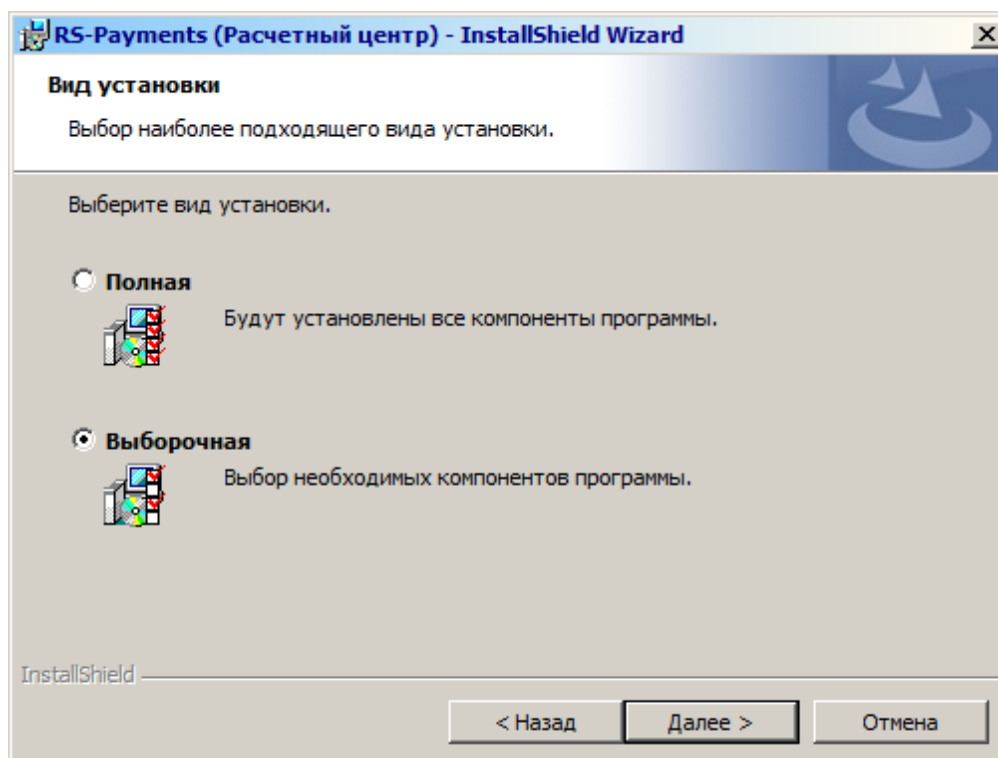 RS-Payments (Расчетный центр) - InstallShield Wizard
Вид установки
Выбор наиболее подходящего вида установки.
Выберите вид установки.
Полная
Будут установлены все компоненты программы.
Выборочная
Выбор необходимых компонентов программы.
InstallShield
< Назад Далее > Отмена